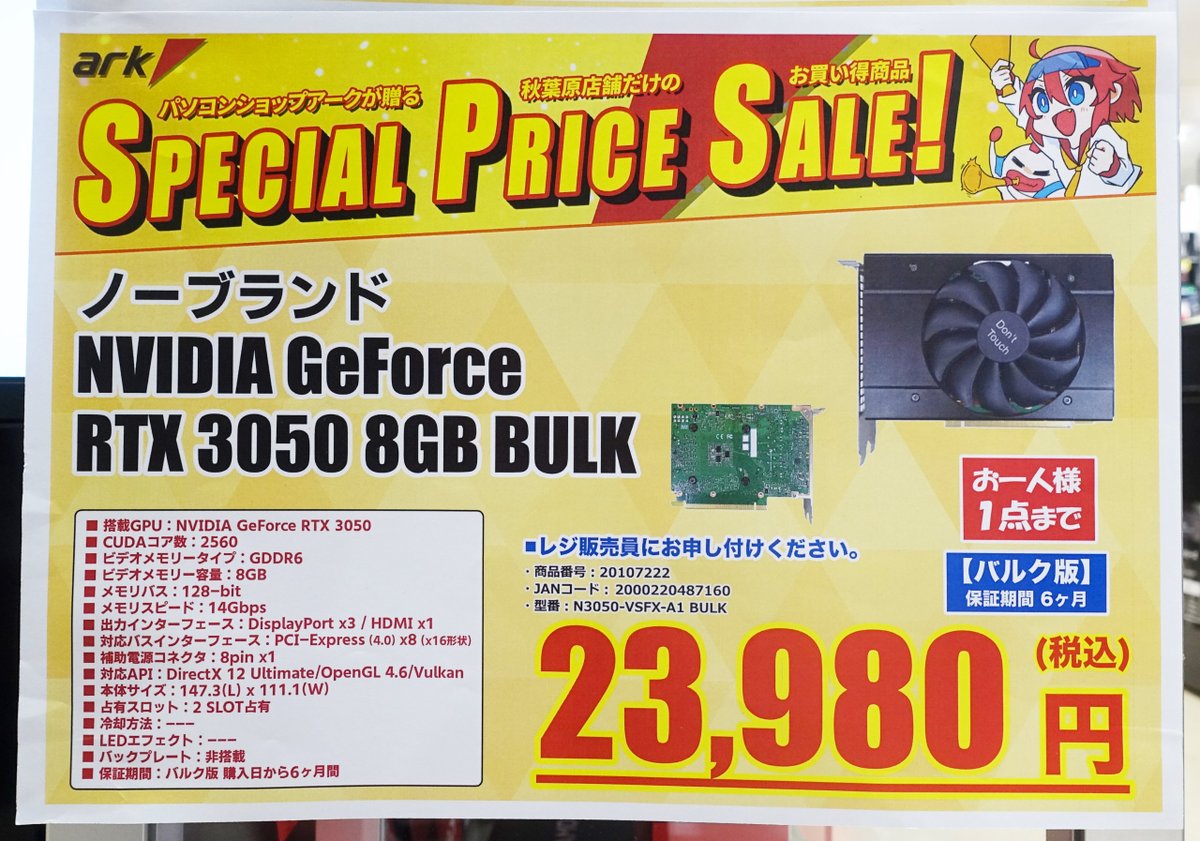 ark
パソコンショップアークが贈る
秋葉原店舗だけの
お買い得商品
SPECIAL PRICE SALE!
ノーブランド
NVIDIA GeForce
RTX 3050 8GB BULK
Don't
Touch
■ 搭載GPU：NVIDIA GeForce RTX 3050
■ CUDAコア数：2560
■ ビデオメモリータイプ：GDDR6
■ ビデオメモリー容量：8GB
■ メモリバス：128-bit
■ メモリスピード：14Gbps
■ 出力インターフェース：DisplayPort x3 / HDMI x1
■ 対応バスインターフェース：PCI-Express (4.0) x8 (x16形状)
■ 補助電源コネクタ：8pin x1
■ 対応API：DirectX 12 Ultimate/OpenGL 4.6/Vulkan
■ 本体サイズ：147.3(L) x 111.1(W)
■ 占有スロット：2 SLOT占有
■ 冷却方法：---
■ LEDエフェクト：---
■ バックプレート：非搭載
■ 保証期間：バルク版 購入日から6ヶ月間
お一人様
1点まで
■レジ販売員にお申し付けください。
・商品番号：20107222
・JANコード：2000220487160
・型番：N3050-VSFX-A1 BULK
【バルク版】
保証期間 6ヶ月
23,980円
(税込)